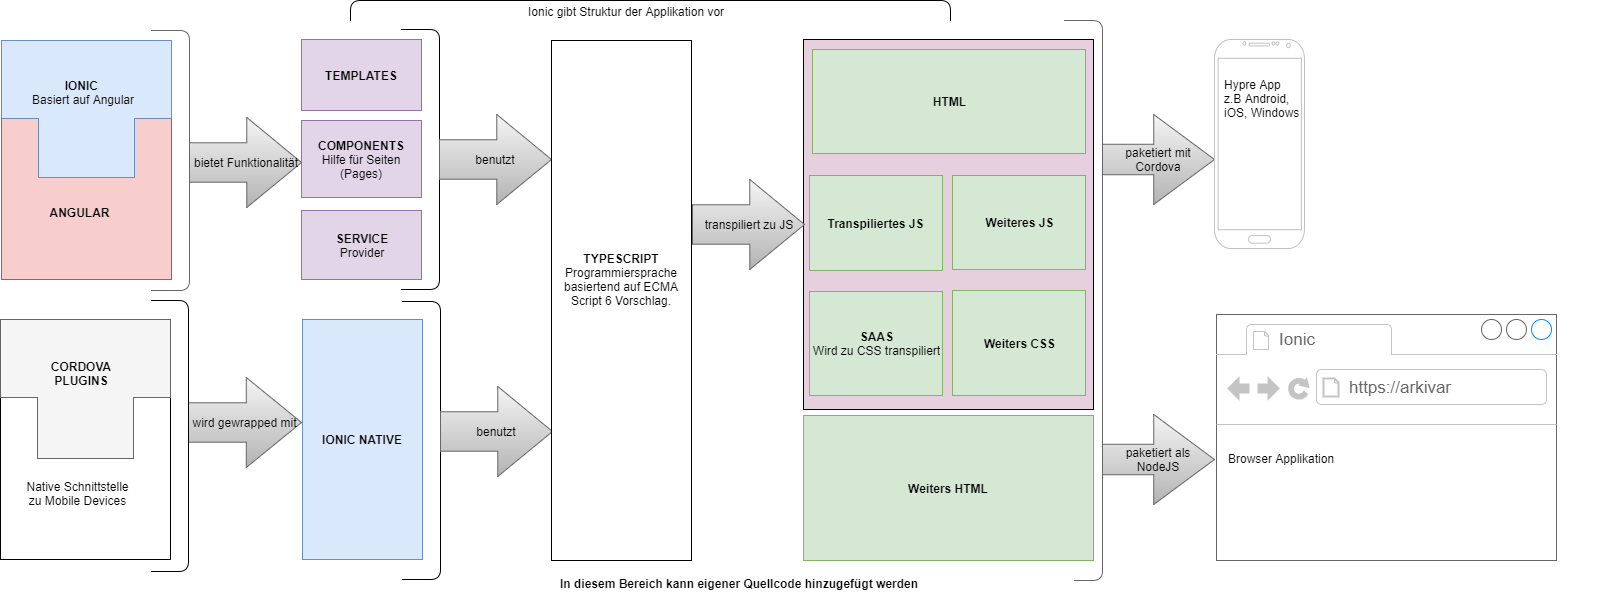 Ionic gibt Struktur der Applikation vor
IONIC
Basiert auf Angular
ANGULAR
bietet Funktionalität
TEMPLATES
COMPONENTS
Hilfe für Seiten
(Pages)
SERVICE
Provider
benutzt
CORDOVA
PLUGINS
Native Schnittstelle
zu Mobile Devices
wird gewrapped mit
IONIC NATIVE
benutzt
TYPESCRIPT
Programmiersprache
basiertend auf ECMA
Script 6 Vorschlag.
transpiliert zu JS
HTML
Transpiliertes JS
Weiteres JS
SAAS
Wird zu CSS transpiliert
Weiters CSS
Weiters HTML
paketiert mit
Cordova
Hypre App
z.B Android,
iOS, Windows
paketiert als
NodeJS
Ionic
https://arkivar
Browser Applikation
In diesem Bereich kann eigener Quellcode hinzugefügt werden